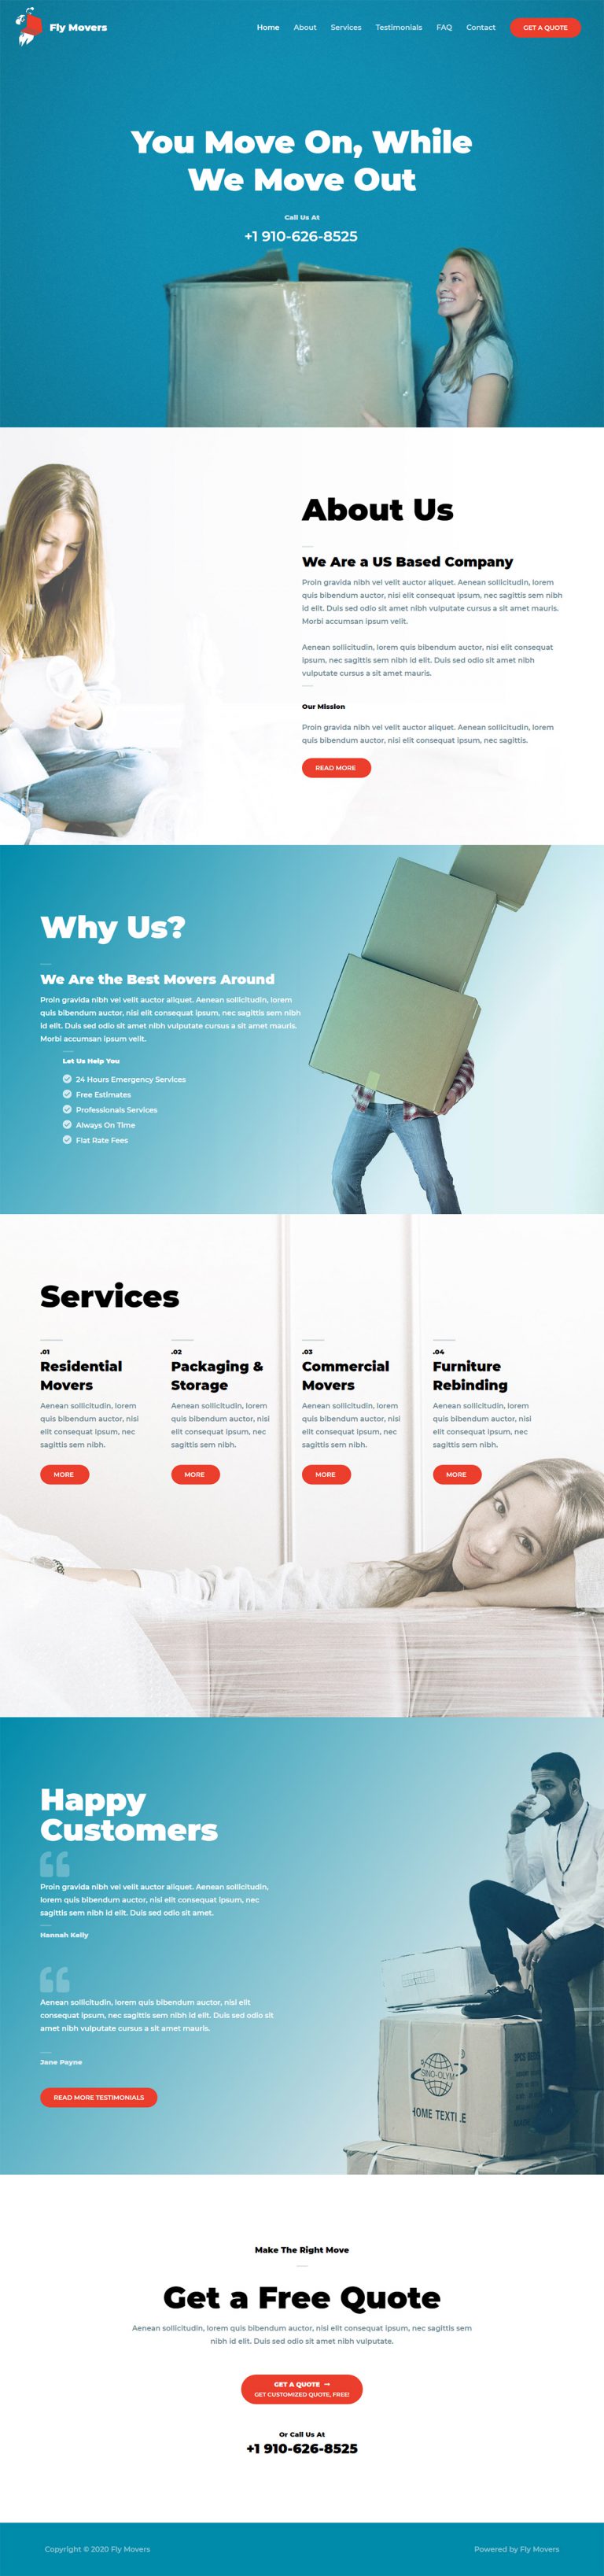 Fly Movers
Home About Services Testimonials FAQ Contact GET A QUOTE
You Move On, While
We Move Out
Call Us At
+1 910-626-8525
About Us
We Are a US Based Company
Proin gravida nibh vel velit auctor aliquet. Aenean sollicitudin, lorem
quis bibendum auctor, nisi elit consequat ipsum, nec sagittis sem nibh
id elit. Duis sed odio sit amet nibh vulputate cursus a sit amet mauris.
Morbi accumsan ipsum velit.
Aenean sollicitudin, lorem quis bibendum auctor, nisi elit consequat
ipsum, nec sagittis sem nibh id elit. Duis sed odio sit amet nibh
vulputate cursus a sit amet mauris.
Our Mission
Proin gravida nibh vel velit auctor aliquet. Aenean sollicitudin, lorem
quis bibendum auctor, nisi elit consequat ipsum, nec sagittis.
READ MORE
Why Us?
We Are the Best Movers Around
Proin gravida nibh vel velit auctor aliquet. Aenean sollicitudin, lorem
quis bibendum auctor, nisi elit consequat ipsum, nec sagittis sem nibh
id elit. Duis sed odio sit amet nibh vulputate cursus a sit amet mauris.
Morbi accumsan ipsum velit.
Let Us Help You
24 Hours Emergency Services
Free Estimates
Professionals Services
Always On Time
Flat Rate Fees
Services
.01
Residential
Movers
Aenean sollicitudin, lorem
quis bibendum auctor, nisi
elit consequat ipsum, nec
sagittis sem nibh.
MORE
.02
Packaging &
Storage
Aenean sollicitudin, lorem
quis bibendum auctor, nisi
elit consequat ipsum, nec
sagittis sem nibh.
MORE
.03
Commercial
Movers
Aenean sollicitudin, lorem
quis bibendum auctor, nisi
elit consequat ipsum, nec
sagittis sem nibh.
MORE
.04
Furniture
Rebinding
Aenean sollicitudin, lorem
quis bibendum auctor, nisi
elit consequat ipsum, nec
sagittis sem nibh.
MORE
Happy
Customers
Proin gravida nibh vel velit auctor aliquet. Aenean sollicitudin,
lorem quis bibendum auctor, nisi elit consequat ipsum, nec
sagittis sem nibh id elit. Duis sed odio sit amet.
Hannah Kelly
Aenean sollicitudin, lorem quis bibendum auctor, nisi elit
consequat ipsum, nec sagittis sem nibh id elit. Duis sed odio sit
amet nibh vulputate cursus a sit amet mauris.
Jane Payne
READ MORE TESTIMONIALS
SINO-OLYM
HOME TEXTILE
Make The Right Move
Get a Free Quote
Aenean sollicitudin, lorem quis bibendum auctor, nisi elit consequat ipsum, nec sagittis sem
nibh id elit. Duis sed odio sit amet nibh vulputate.
GET A QUOTE →
GET CUSTOMIZED QUOTE, FREE!
Or Call Us At
+1 910-626-8525
Copyright © 2020 Fly Movers
Powered by Fly Movers